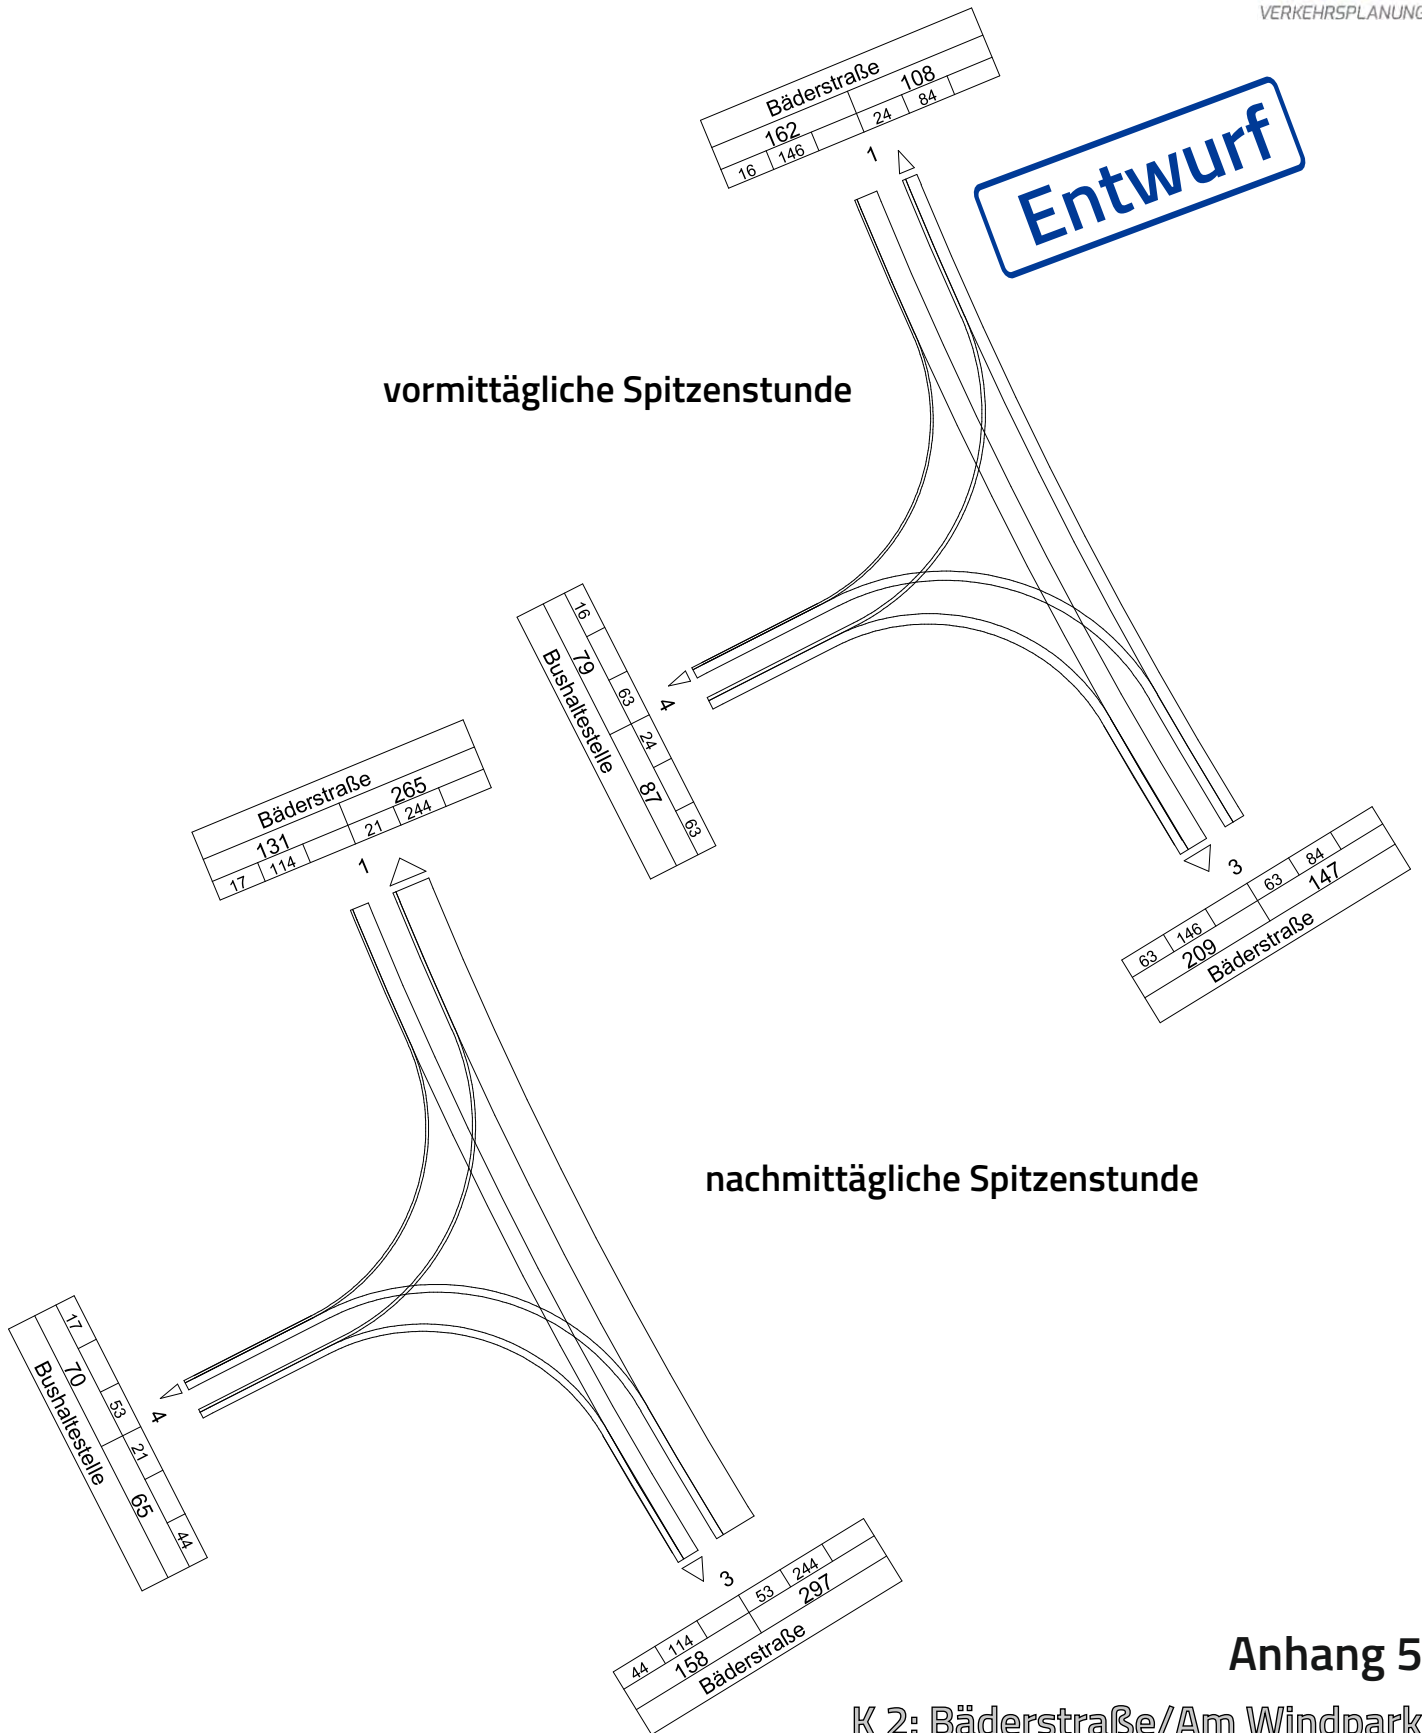 VERKEHRSPLANUNG
Bäderstraße
162 108
16 146 24 84
1
Entwurf
vormittägliche Spitzenstunde
16 63 24 63
79 87
Bushaltestelle
4
3
63 146 63 84
209 147
Bäderstraße
Bäderstraße
131 265
17 114 21 244
1
nachmittägliche Spitzenstunde
17 53 21 44
70 65
Bushaltestelle
4
3
44 114 53 244
158 297
Bäderstraße
Anhang 5
K 2: Bäderstraße/Am Windpark